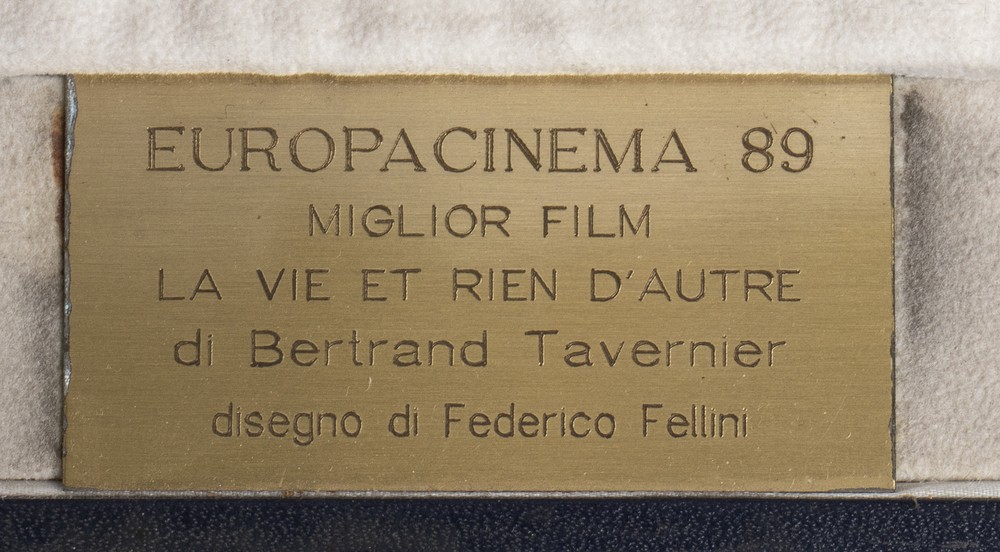 EUROPACINEMA 89
MIGLIOR FILM
LA VIE ET RIEN D'AUTRE
di Bertrand Tavernier
disegno di Federico Fellini